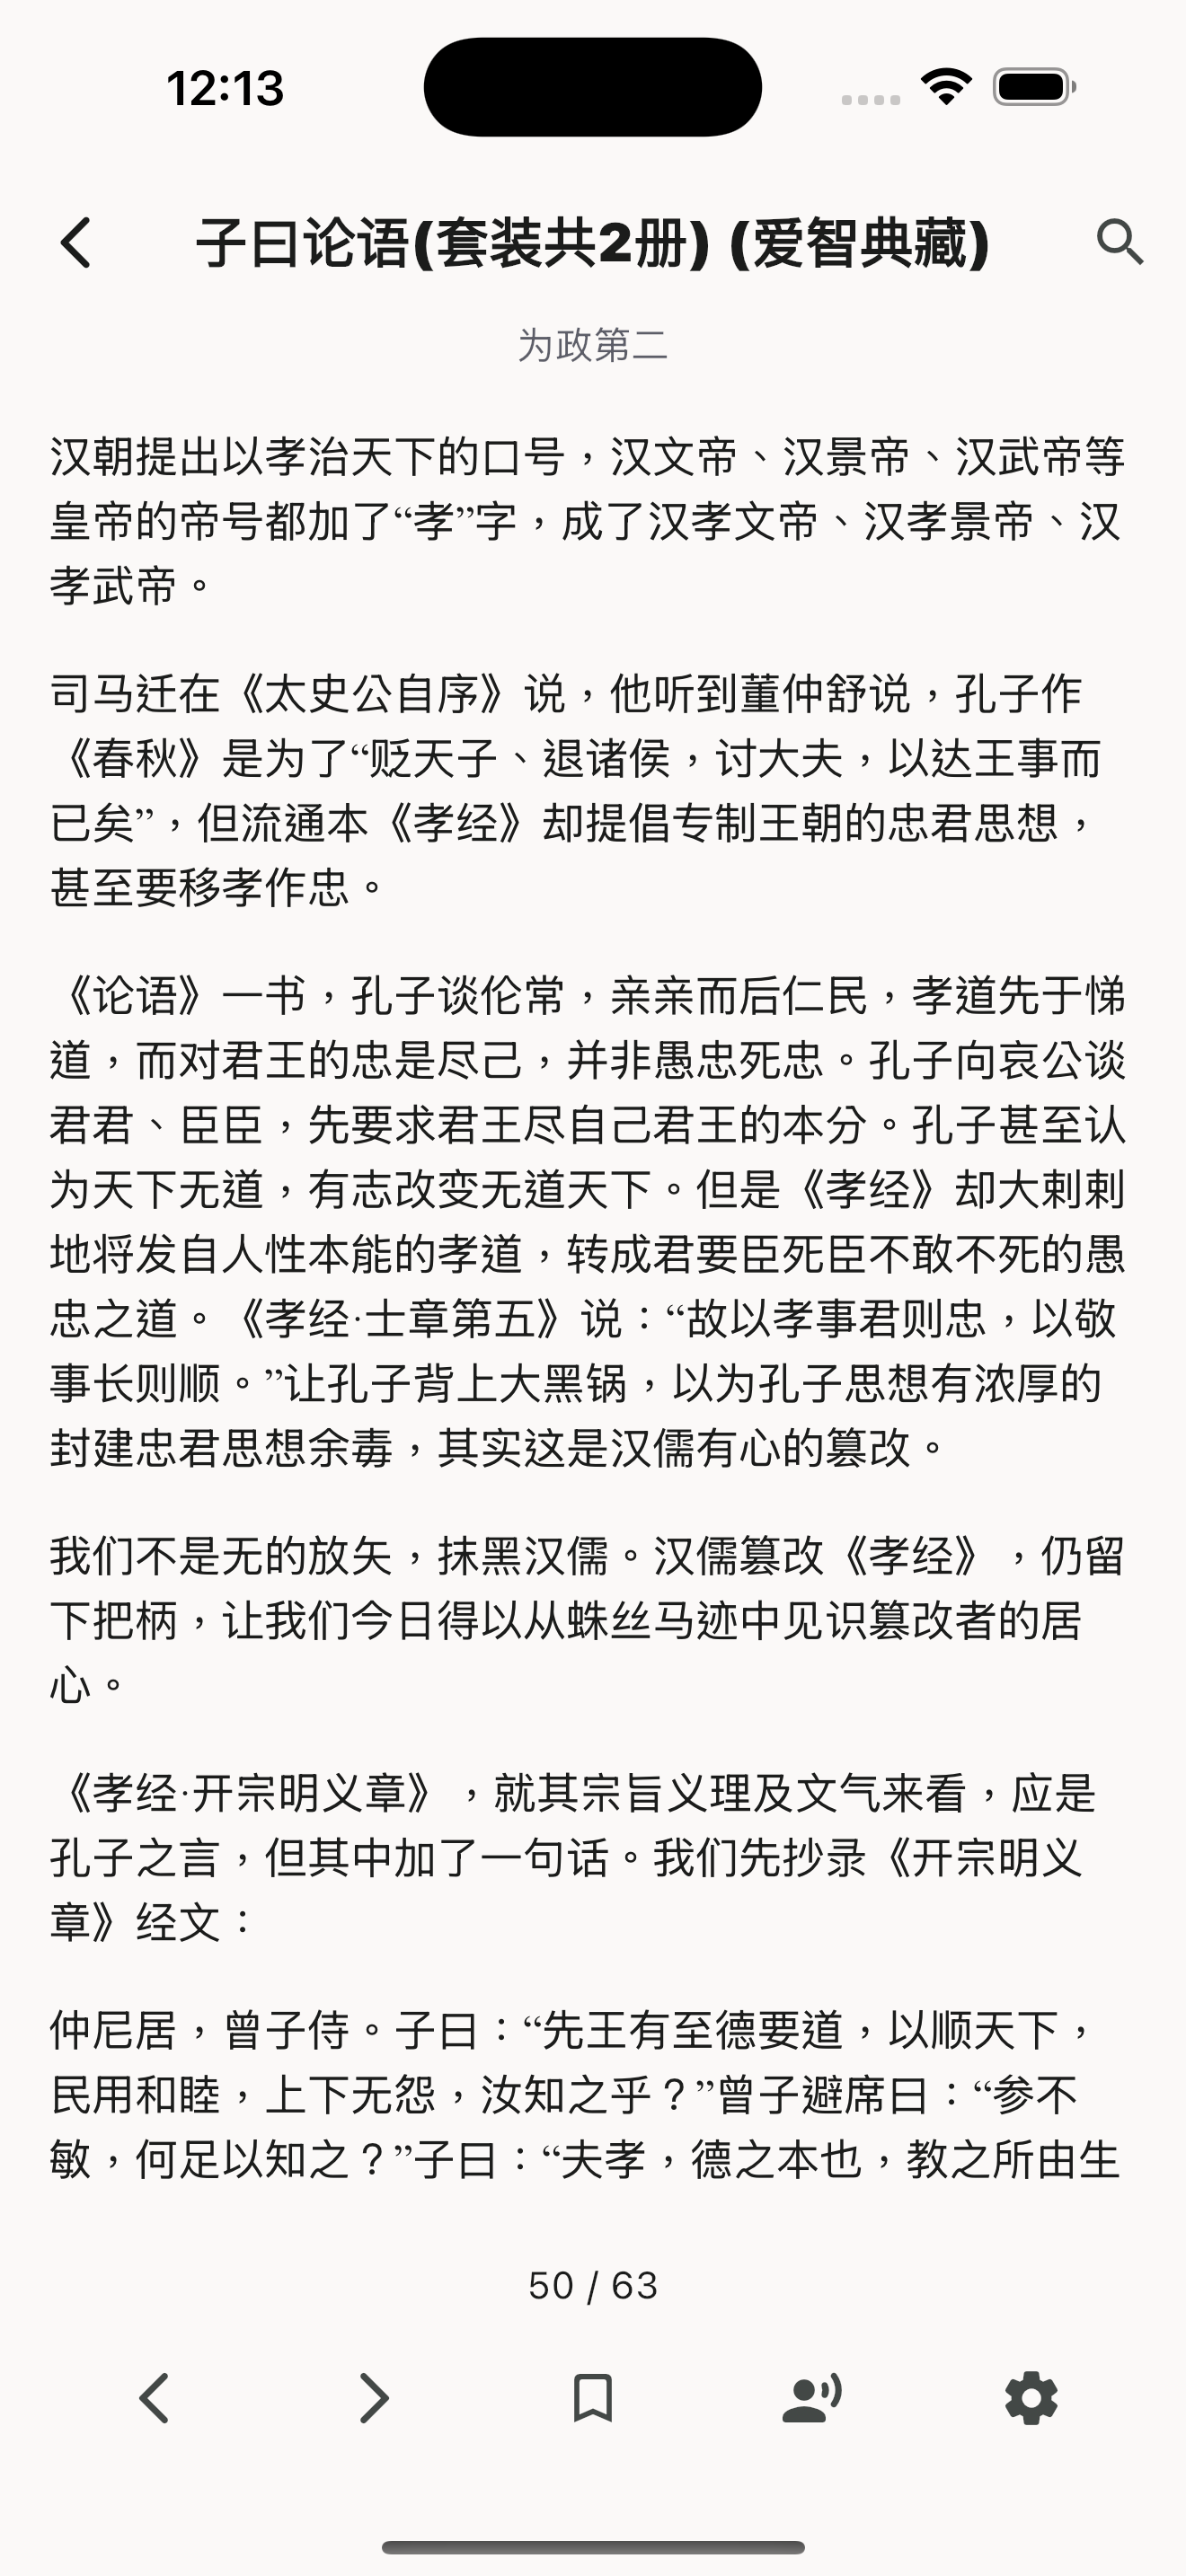 12:13
子曰论语(套装共2册) (爱智典藏)
为政第二
汉朝提出以孝治天下的口号，汉文帝、汉景帝、汉武帝等
皇帝的帝号都加了“孝”字，成了汉孝文帝、汉孝景帝、汉
孝武帝。
司马迁在《太史公自序》说，他听到董仲舒说，孔子作
《春秋》是为了“贬天子、退诸侯，讨大夫，以达王事而
已矣”，但流通本《孝经》却提倡专制王朝的忠君思想，
甚至要移孝作忠。
《论语》一书，孔子谈伦常，亲亲而后仁民，孝道先于悌
道，而对君王的忠是尽己，并非愚忠死忠。孔子向哀公谈
君君、臣臣，先要求君王尽自己君王的本分。孔子甚至认
为天下无道，有志改变无道天下。但是《孝经》却大剌剌
地将发自人性本能的孝道，转成君要臣死臣不敢不死的愚
忠之道。《孝经·士章第五》说：“故以孝事君则忠，以敬
事长则顺。”让孔子背上大黑锅，以为孔子思想有浓厚的
封建忠君思想余毒，其实这是汉儒有心的篡改。
我们不是无的放矢，抹黑汉儒。汉儒篡改《孝经》，仍留
下把柄，让我们今日得以从蛛丝马迹中见识篡改者的居
心。
《孝经·开宗明义章》，就其宗旨义理及文气来看，应是
孔子之言，但其中加了一句话。我们先抄录《开宗明义
章》经文：
仲尼居，曾子侍。子曰：“先王有至德要道，以顺天下，
民用和睦，上下无怨，汝知之乎？”曾子避席曰：“参不
敏，何足以知之？”子曰：“夫孝，德之本也，教之所由生
50 / 63